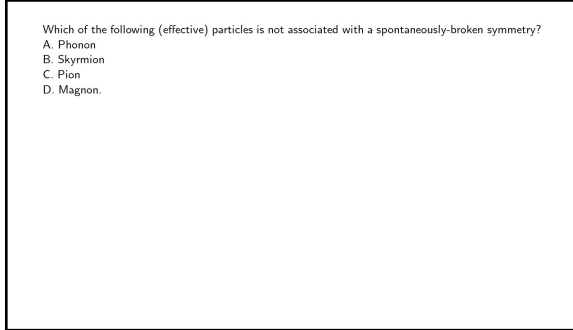 Which of the following (effective) particles is not associated with a spontaneously-broken symmetry?
A. Phonon
B. Skyrmion
C. Pion
D. Magnon.